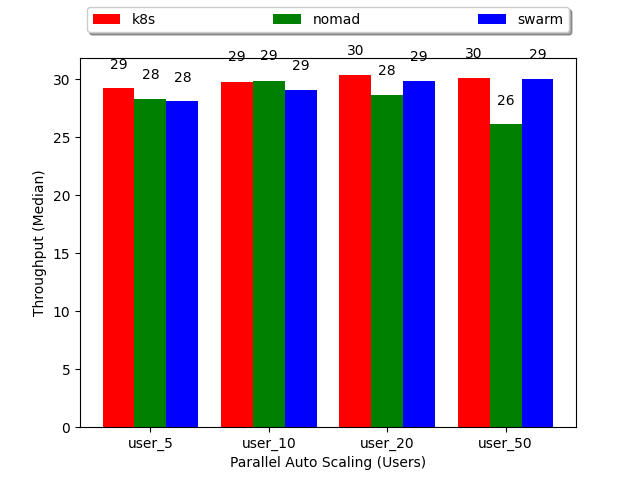 k8s nomad swarm
29 28 28 29 29 29 30 28 29 30 26 29
30
25
20
15
10
5
0
Throughput (Median)
user_5 user_10 user_20 user_50
Parallel Auto Scaling (Users)